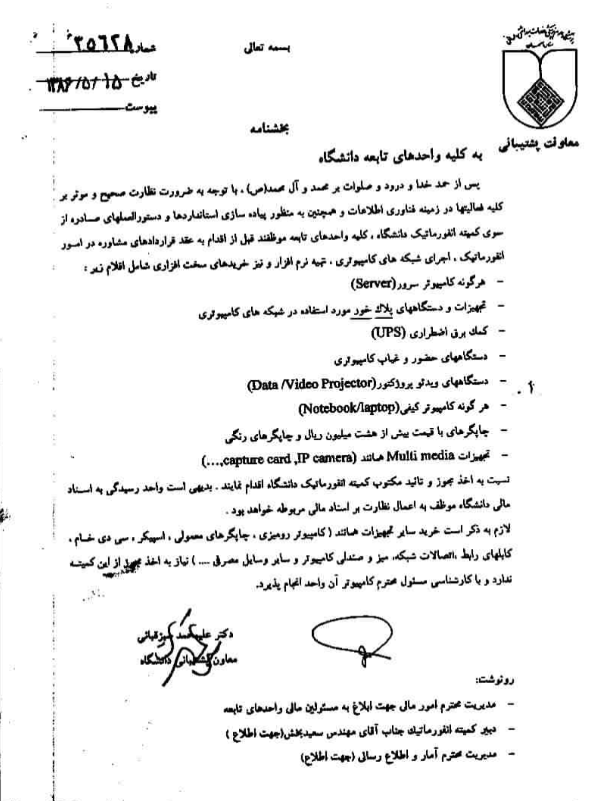 بسمه تعالی
شماره ۳۵۶۲۸
تاریخ ۱۳۸۶/۵/۱۵
پیوست
معاونت پشتیبانی
بخشنامه
به کلیه واحدهای تابعه دانشگاه
پس از حمد خدا و درود و صلوات بر محمد و آل محمد(ص) ، با توجه به ضرورت نظارت صحیح و موثر بر
کلیه فعالیتها در زمینه فناوری اطلاعات و همچنین به منظور پیاده سازی استانداردها و دستورالعملهای صادره از
سوی کمیته انفورماتیک دانشگاه ، کلیه واحدهای تابعه موظفند قبل از اقدام به عقد قراردادهای مشاوره در امور
انفورماتیک ، اجرای شبکه های کامپیوتری ، تهیه نرم افزار و نیز خریدهای سخت افزاری شامل اقلام زیر :
- هرگونه کامپیوتر سرور(Server)
- تجهیزات و دستگاههای پلاک خور مورد استفاده در شبکه های کامپیوتری
- کمک برق اضطراری (UPS)
- دستگاههای حضور و غیاب کامپیوتری
- دستگاههای ویدئو پروژکتور(Data /Video Projector)
- هر گونه کامپیوتر کیفی(Notebook/laptop)
- چاپگرهای با قیمت بیش از هشت میلیون ریال و چاپگرهای رنگی
- تجهیزات Multi media همانند (capture card ,IP camera,...)
نسبت به اخذ مجوز و تائید مکتوب کمیته انفورماتیک دانشگاه اقدام نمایند . بدیهی است واحد رسیدگی به اسناد
مالی دانشگاه موظف به اعمال نظارت بر اسناد مالی مربوطه خواهد بود .
لازم به ذکر است خرید سایر تجهیزات همانند ( کامپیوتر رومیزی ، چاپگرهای معمولی ، اسپیکر ، سی دی خام ،
کابلهای رابط ،اتصالات شبکه، میز و صندلی کامپیوتر و سایر وسایل مصرفی .... ) نیاز به اخذ مجوز از این کمیته
ندارد و با کارشناسی مسئول محترم کامپیوتر آن واحد انجام پذیرد.
دکتر
معاون پشتیبانی دانشگاه
رونوشت:
- مدیریت محترم امور مالی جهت ابلاغ به مسئولین مالی واحدهای تابعه
- دبیر کمیته انفورماتیک جناب آقای مهندس سعیدبخش(جهت اطلاع )
- مدیریت محترم آمار و اطلاع رسانی (جهت اطلاع)